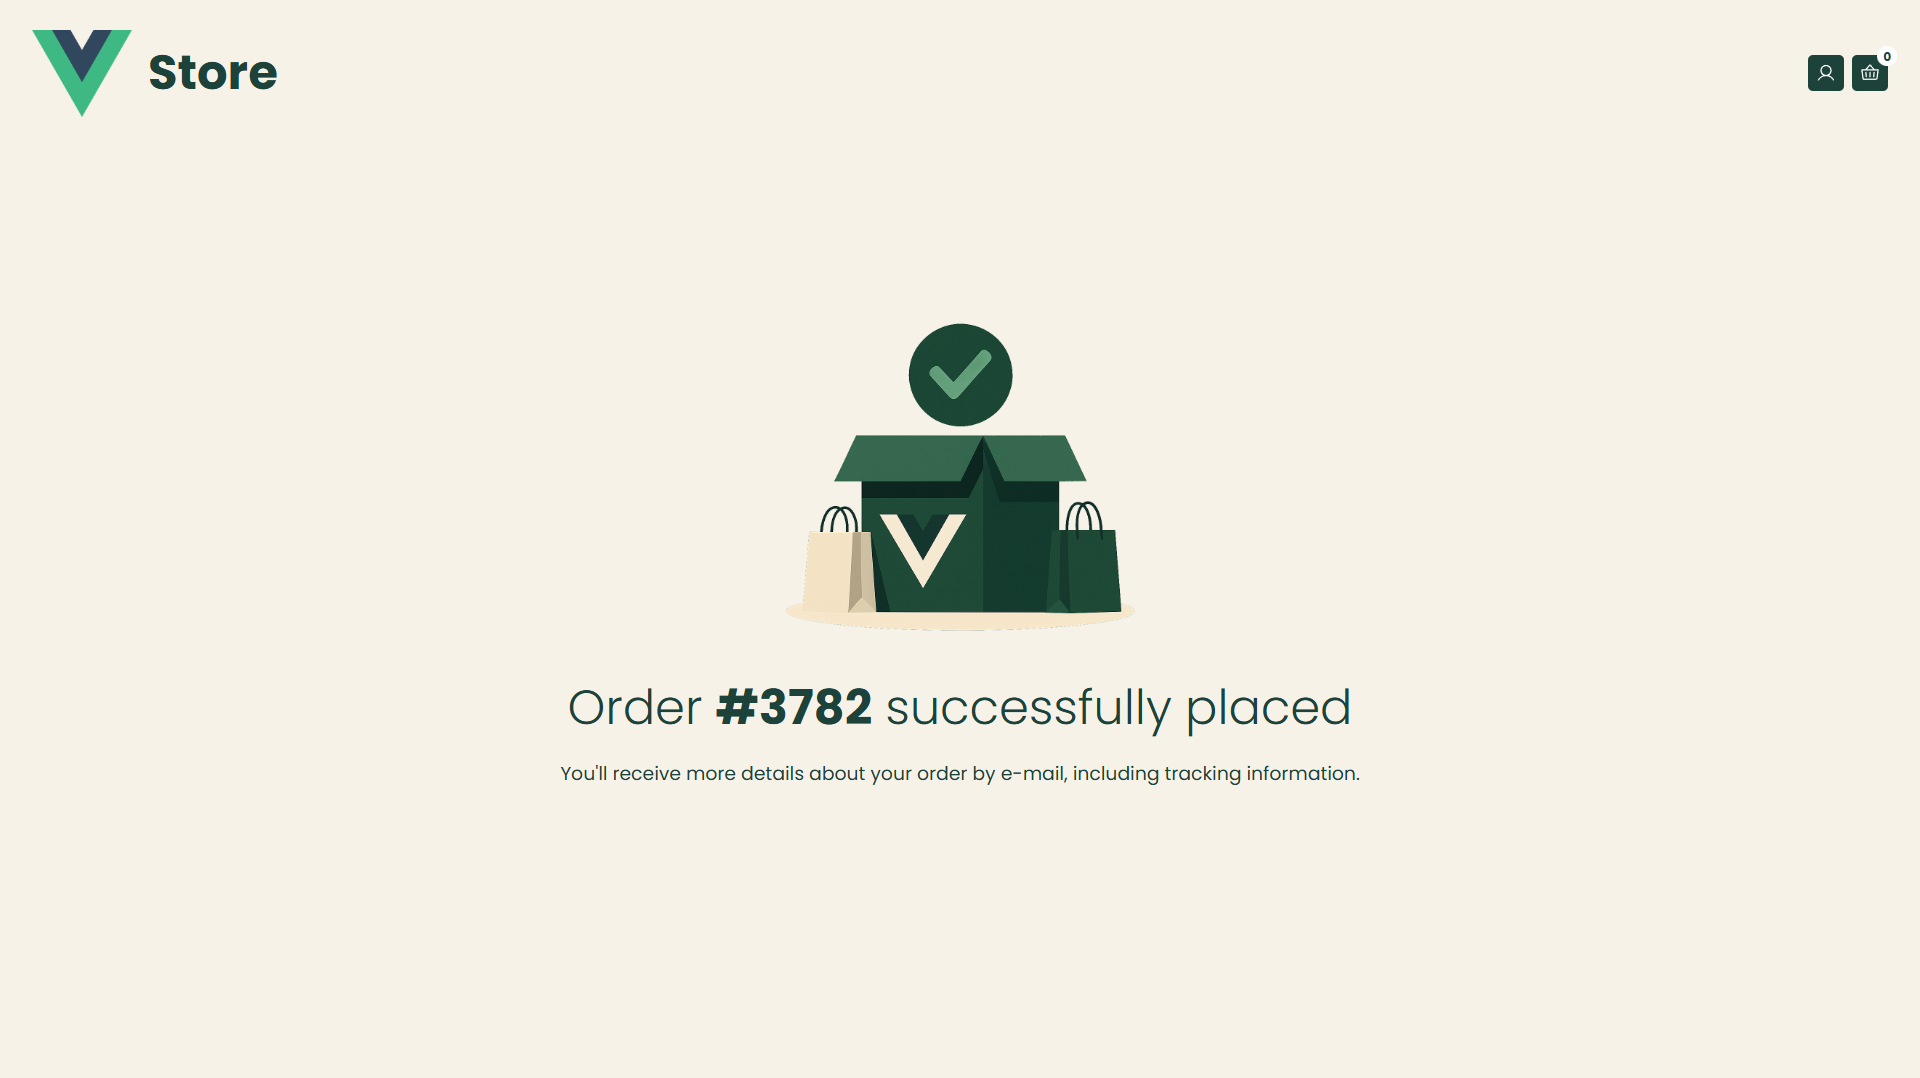 Store
0
Order #3782 successfully placed
You'll receive more details about your order by e-mail, including tracking information.